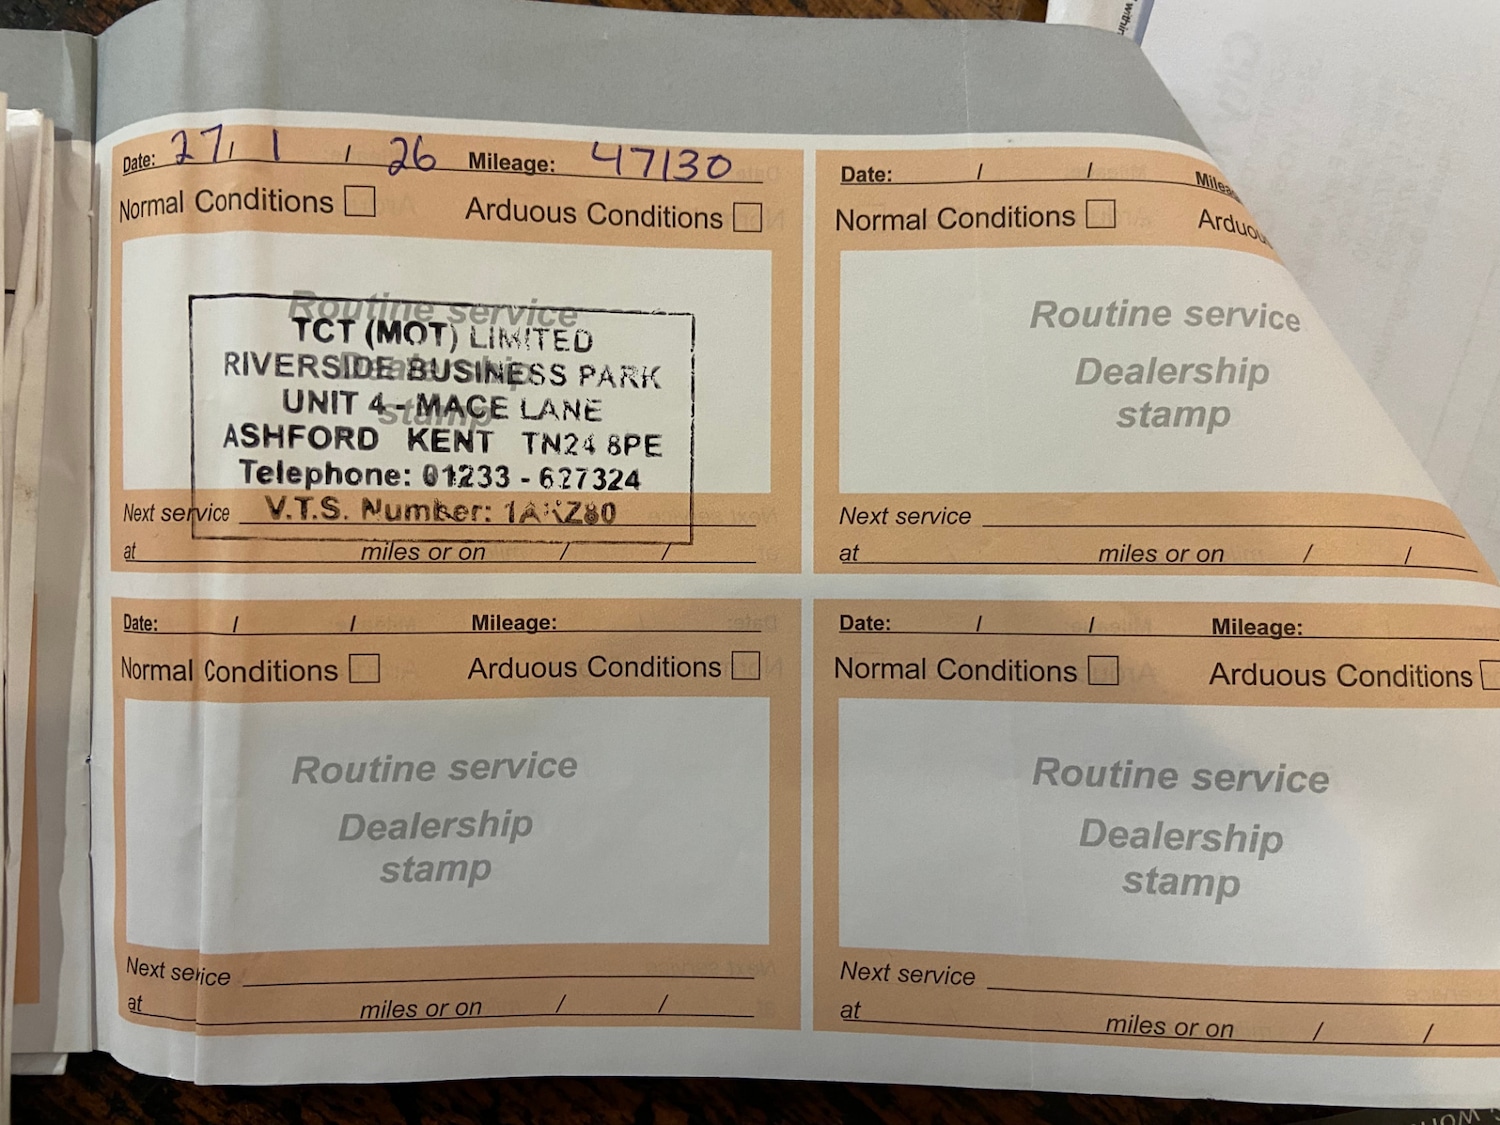 Date: 27 / 1 / 26 Mileage: 47130
Normal Conditions Arduous Conditions
Routine service
Dealership
stamp
TCT (MOT) LIMITED
RIVERSIDE BUSINESS PARK
UNIT 4 - MACE LANE
ASHFORD KENT TN24 8PE
Telephone: 01233 - 627324
V.T.S. Number:
Next service
at miles or on / /
Date: / /
Normal Conditions
Routine service
Dealership
stamp
Next service
at miles or on / /
Date: / / Mileage:
Normal Conditions Arduous Conditions
Routine service
Dealership
stamp
Next service
at miles or on / /
Date: / / Mileage:
Normal Conditions Arduous Conditions
Routine service
Dealership
stamp
Next service
at miles or on / /